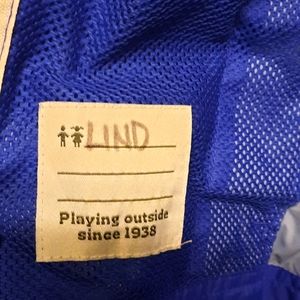 LIND
Playing outside
since 1938